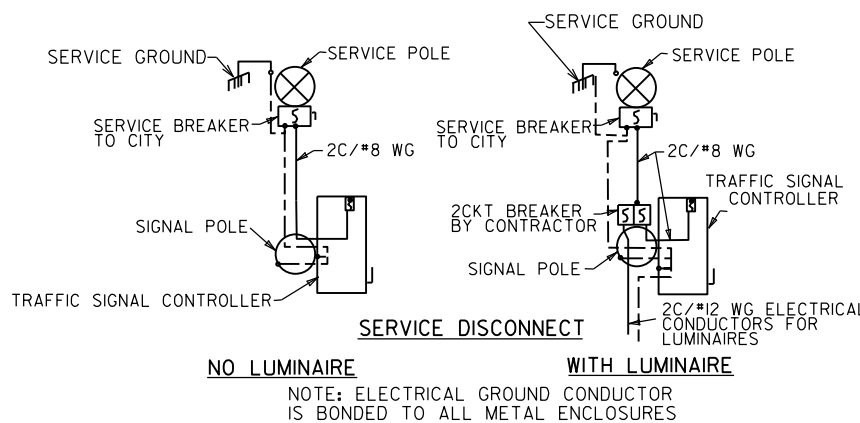 SERVICE GROUND
SERVICE POLE
SERVICE BREAKER
TO CITY
2C/#8 WG
SIGNAL POLE
TRAFFIC SIGNAL CONTROLLER
SERVICE GROUND
SERVICE POLE
SERVICE BREAKER
TO CITY
2C/#8 WG
TRAFFIC SIGNAL
CONTROLLER
2CKT BREAKER
BY CONTRACTOR
SIGNAL POLE
2C/#12 WG ELECTRICAL
CONDUCTORS FOR
LUMINAIRES
SERVICE DISCONNECT
NO LUMINAIRE
WITH LUMINAIRE
NOTE: ELECTRICAL GROUND CONDUCTOR
IS BONDED TO ALL METAL ENCLOSURES